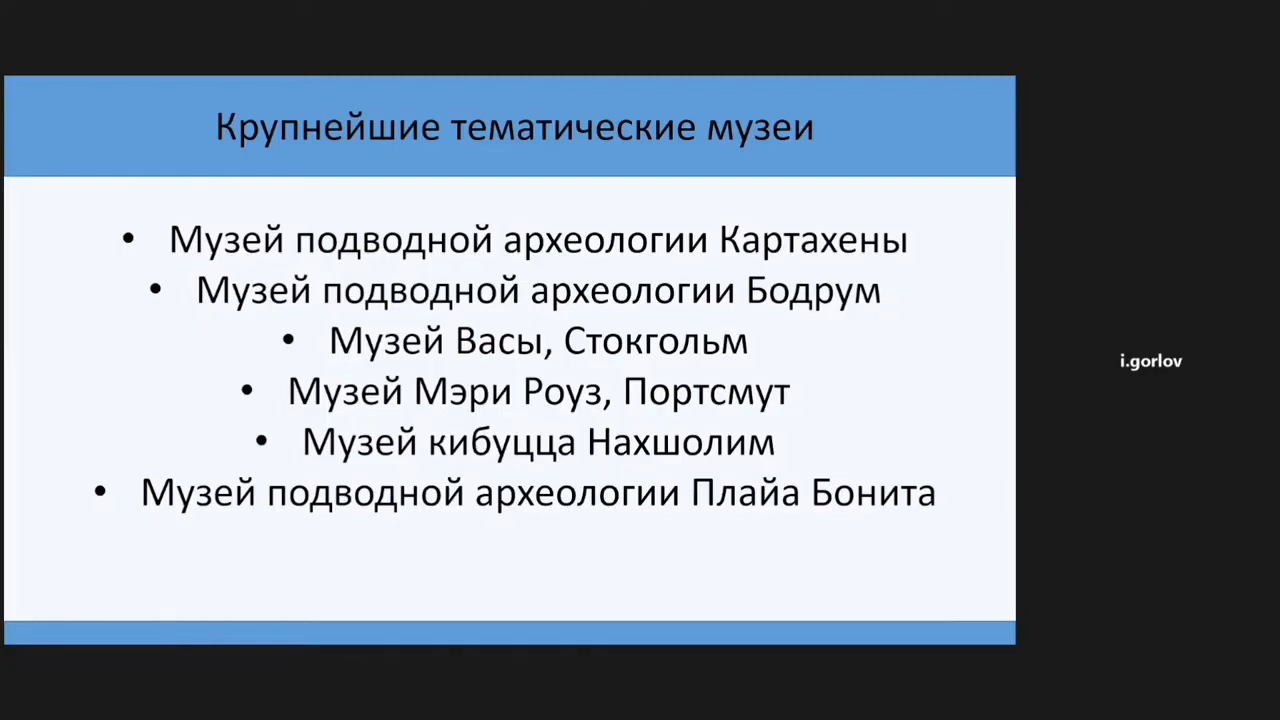 Крупнейшие тематические музеи
• Музей подводной археологии Картахены
• Музей подводной археологии Бодрум
• Музей Васы, Стокгольм
• Музей Мэри Роуз, Портсмут
• Музей кибуцца Нахшолим
• Музей подводной археологии Плайа Бонита
i.gorlov